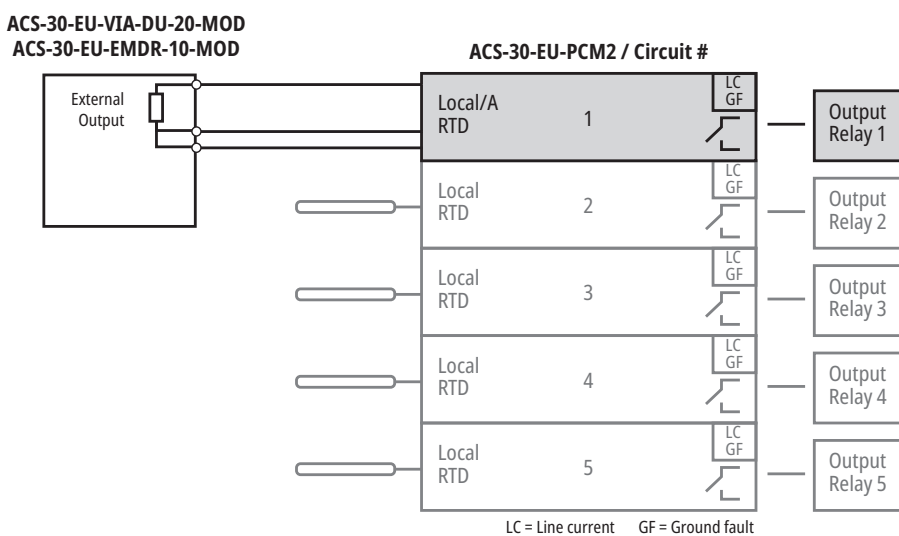 ACS-30-EU-VIA-DU-20-MOD
ACS-30-EU-EMDR-10-MOD
ACS-30-EU-PCM2 / Circuit #
External
Output
Local/A
RTD
1
LC
GF
Output
Relay 1
Local
RTD
2
LC
GF
Output
Relay 2
Local
RTD
3
LC
GF
Output
Relay 3
Local
RTD
4
LC
GF
Output
Relay 4
Local
RTD
5
LC
GF
Output
Relay 5
LC = Line current GF = Ground fault